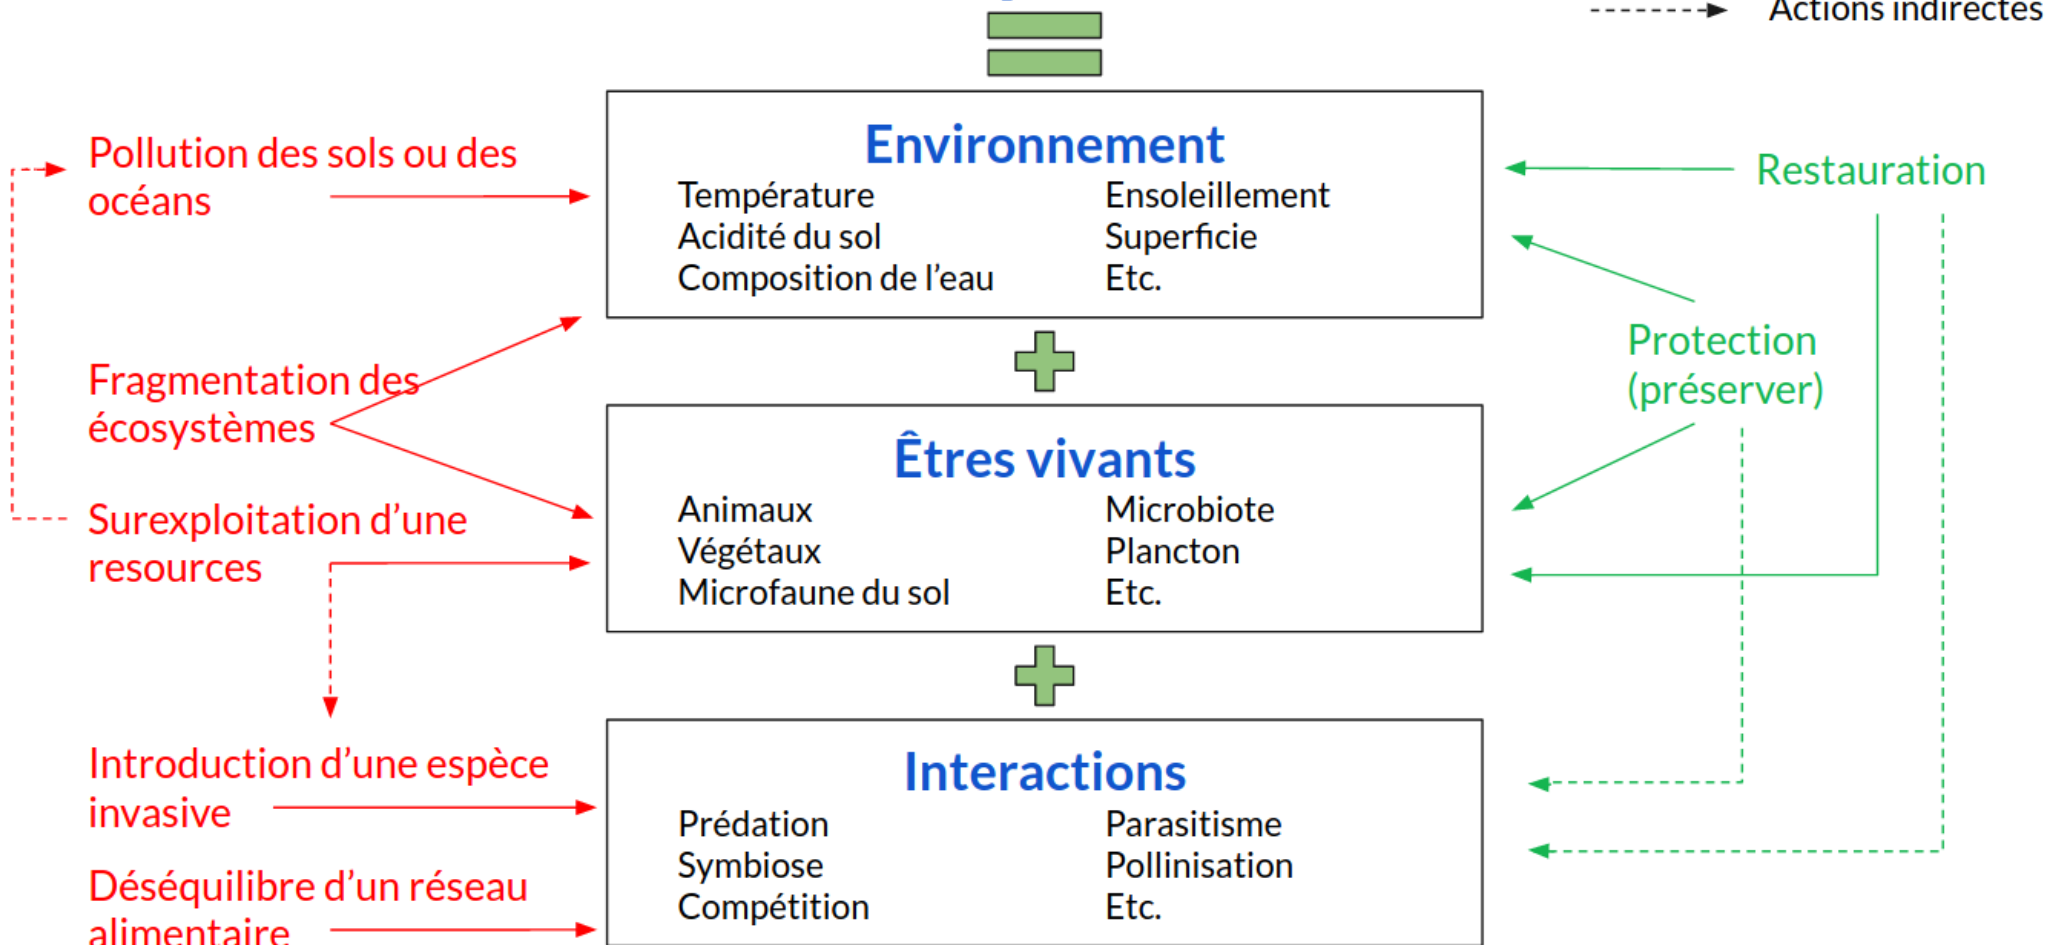 Actions indirectes
Environnement
Température
Ensoleillement
Acidité du sol
Superficie
Composition de l’eau
Etc.
Pollution des sols ou des
océans
Fragmentation des
écosystèmes
Surexploitation d’une
resources
Introduction d’une espèce
invasive
Déséquilibre d’un réseau
alimentaire
Êtres vivants
Animaux
Microbiote
Végétaux
Plancton
Microfaune du sol
Etc.
Interactions
Prédation
Parasitisme
Symbiose
Pollinisation
Compétition
Etc.
Restauration
Protection
(préserver)